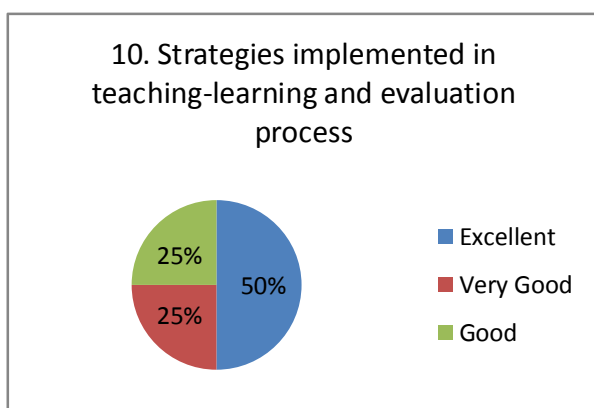 10. Strategies implemented in
teaching-learning and evaluation
process
25%
50%
25%
Excellent
Very Good
Good